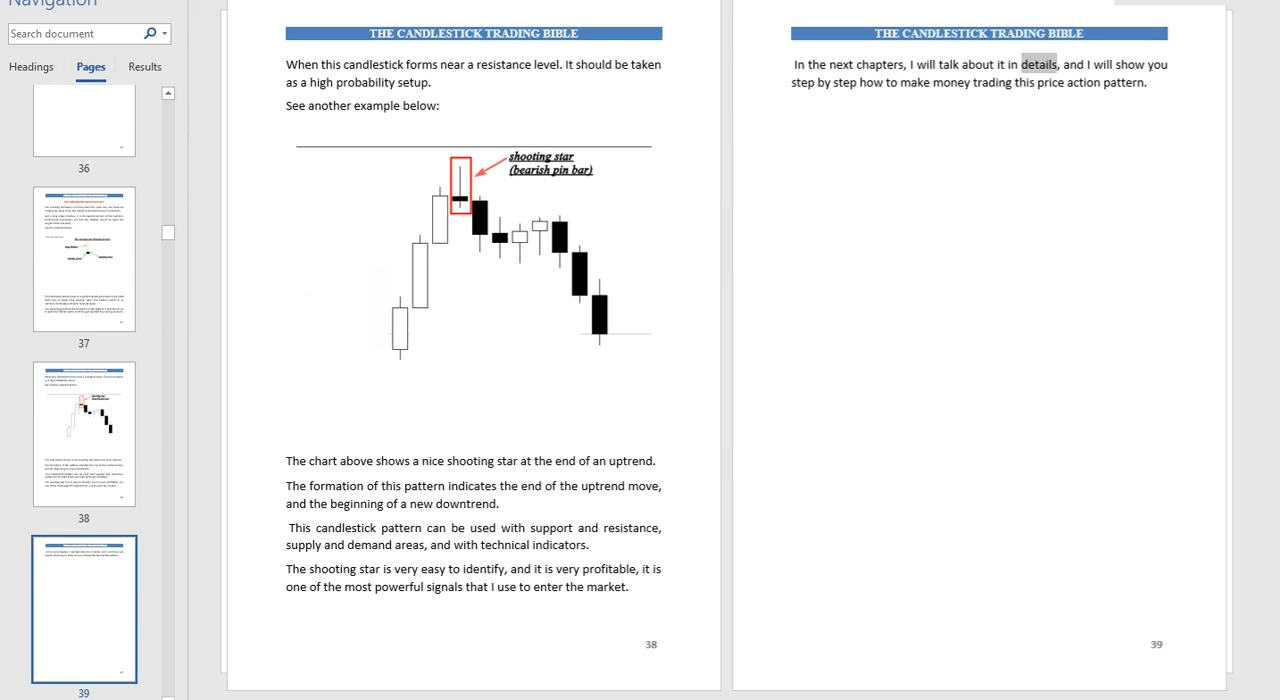 Navigation
Search document
Headings
Pages
Results
36
37
38
39
THE CANDLESTICK TRADING BIBLE
When this candlestick forms near a resistance level. It should be taken
as a high probability setup.
See another example below:
shooting star
(bearish pin bar)
The chart above shows a nice shooting star at the end of an uptrend.
The formation of this pattern indicates the end of the uptrend move,
and the beginning of a new downtrend.
This candlestick pattern can be used with support and resistance,
supply and demand areas, and with technical indicators.
The shooting star is very easy to identify, and it is very profitable, it is
one of the most powerful signals that I use to enter the market.
38
THE CANDLESTICK TRADING BIBLE
In the next chapters, I will talk about it in details, and I will show you
step by step how to make money trading this price action pattern.
39